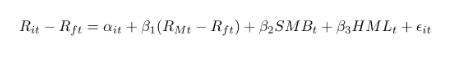 R_{it} − R_{ft} = α_{it} + β_1(R_{Mt} − R_{ft}) + β_2SMB_t + β_3HML_t + ϵ_{it}